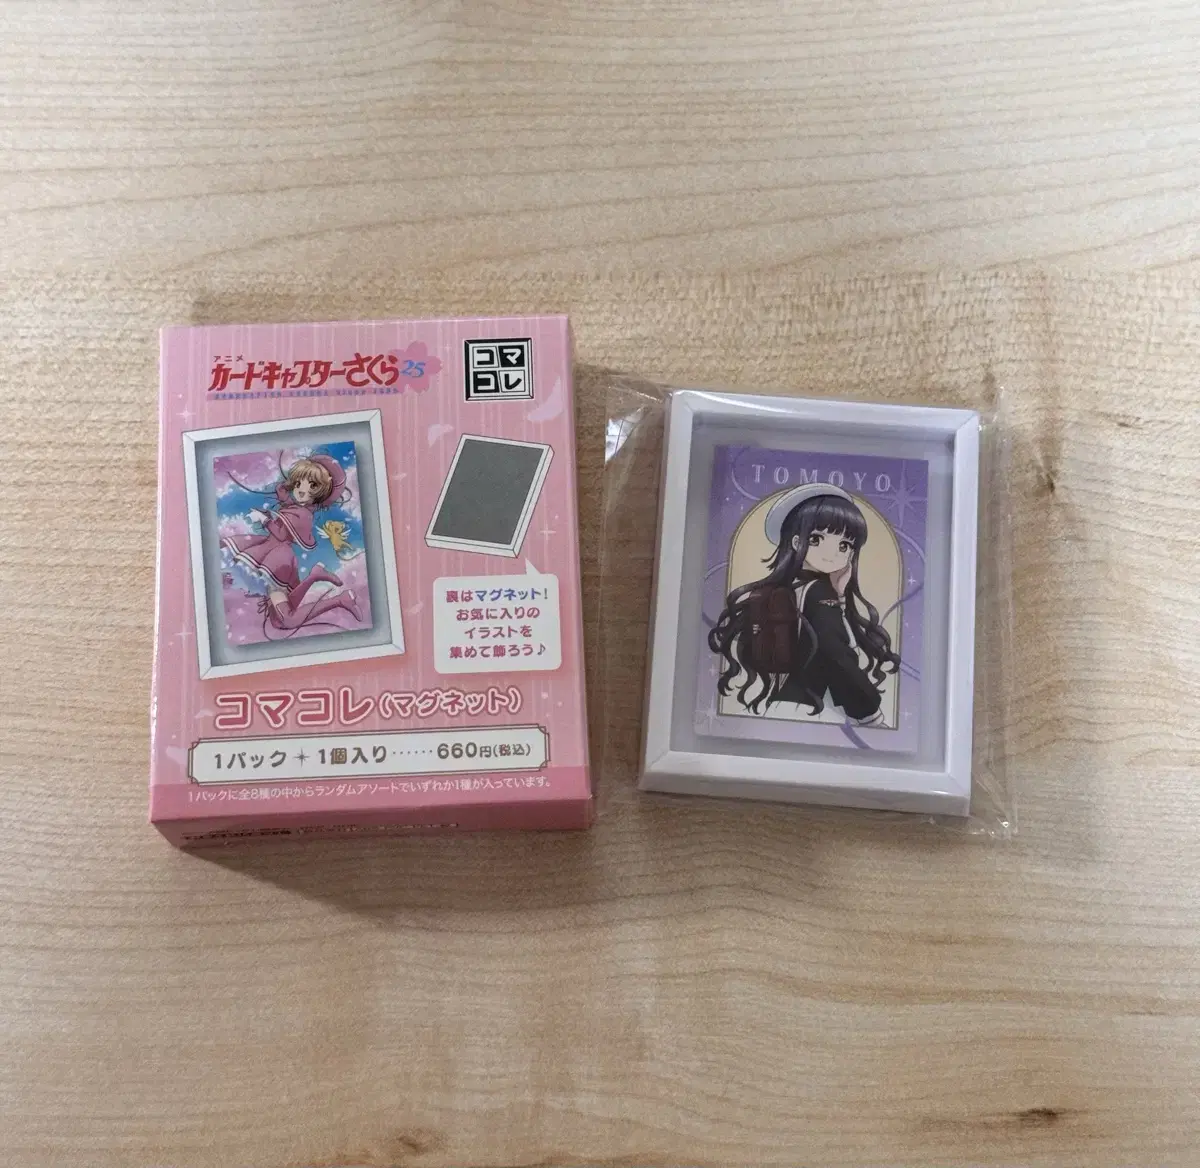 アニメ
カードキャプターさくら25
コマ
コレ
裏はマグネット!
お気に入りの
イラストを
集めて飾ろう♪
コマコレ(マグネット)
1パック 1個入り……660円(税込)
1パックに全8種の中からランダムアソートでいずれか1種が入っています。
TOMOYO